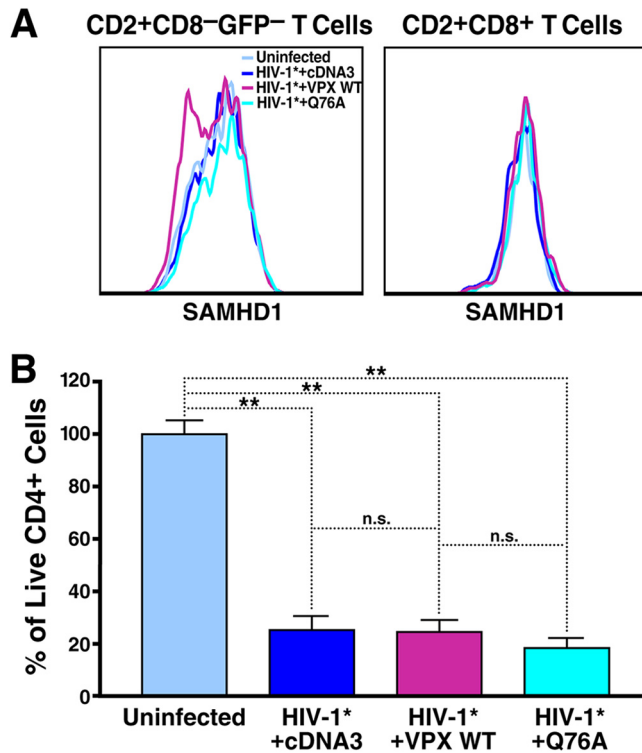 A
CD2+CD8–GFP– T Cells
CD2+CD8+ T Cells
Uninfected
HIV-1*+cDNA3
HIV-1*+VPX WT
HIV-1*+Q76A
SAMHD1
SAMHD1
B
% of Live CD4+ Cells
120
100
80
60
40
20
0
**
**
**
n.s.
n.s.
Uninfected
HIV-1*
+cDNA3
HIV-1*
+VPX WT
HIV-1*
+Q76A